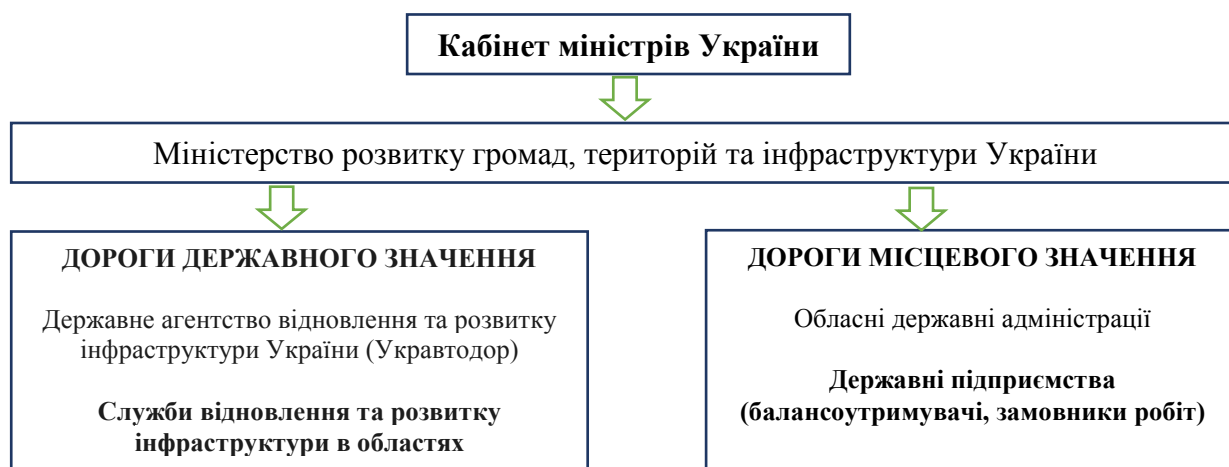 Кабінет міністрів України
Міністерство розвитку громад, територій та інфраструктури України
ДОРОГИ ДЕРЖАВНОГО ЗНАЧЕННЯ
Державне агентство відновлення та розвитку
інфраструктури України (Укравтодор)
Служби відновлення та розвитку
інфраструктури в областях
ДОРОГИ МІСЦЕВОГО ЗНАЧЕННЯ
Обласні державні адміністрації
Державні підприємства
(балансоутримувачі, замовники робіт)